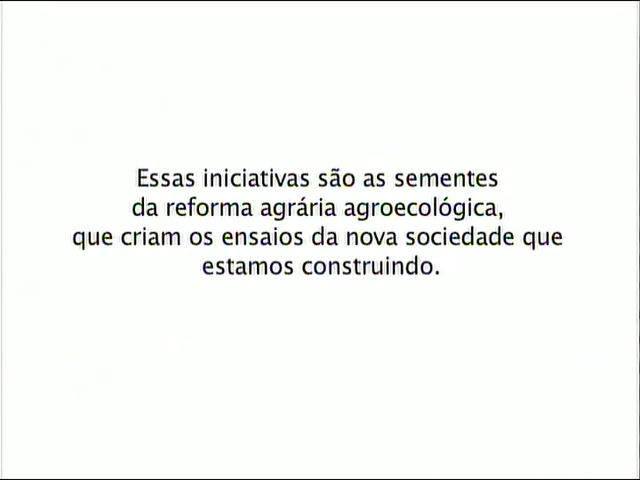 Essas iniciativas são as sementes
da reforma agrária agroecológica,
que criam os ensaios da nova sociedade que
estamos construindo.